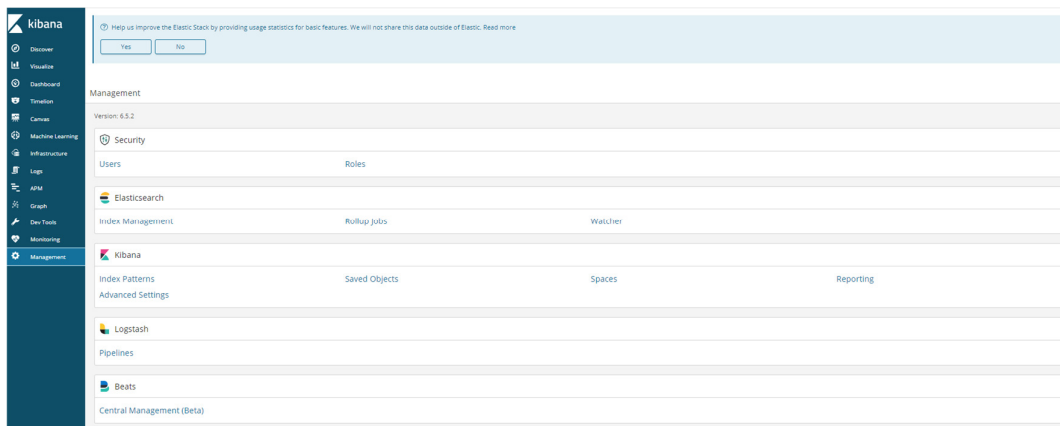 kibana
Discover
Visualize
Dashboard
Timelion
Canvas
Machine Learning
Infrastructure
Logs
APM
Graph
Dev Tools
Monitoring
Management
Help us improve the Elastic Stack by providing usage statistics for basic features. We will not share this data outside of Elastic. Read more
Yes No
Management
Version: 6.5.2
Security
Users Roles
Elasticsearch
Index Management Rollup Jobs Watcher
Kibana
Index Patterns Saved Objects Spaces Reporting
Advanced Settings
Logstash
Pipelines
Beats
Central Management (Beta)